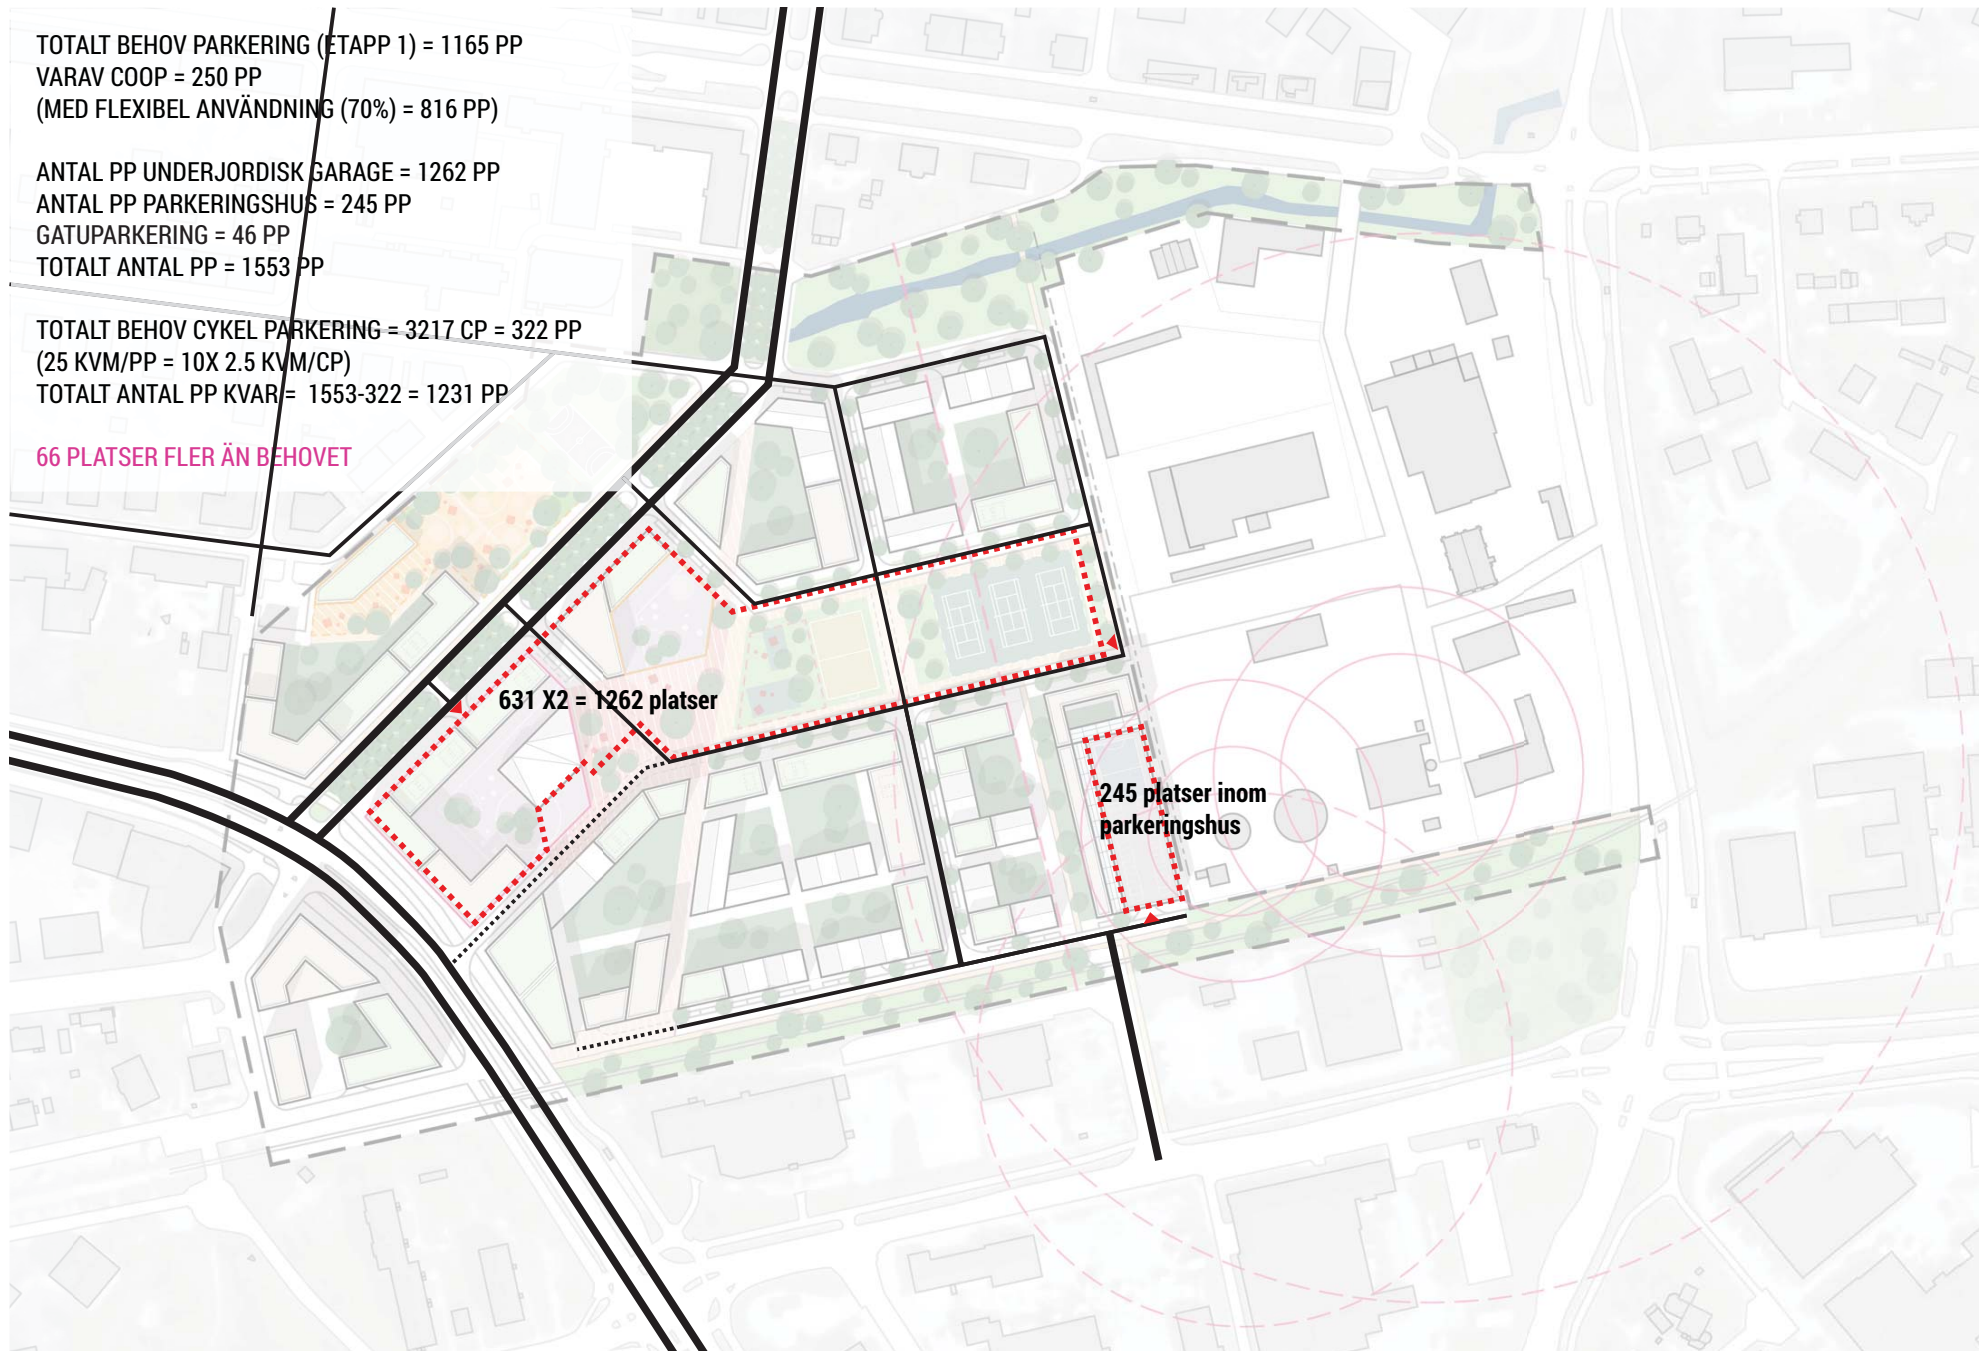 TOTALT BEHOV PARKERING (ETAPP 1) = 1165 PP
VARAV COOP = 250 PP
(MED FLEXIBEL ANVÄNDNING (70%) = 816 PP)
ANTAL PP UNDERJORDISK GARAGE = 1262 PP
ANTAL PP PARKERINGSHUS = 245 PP
GATUPARKERING = 46 PP
TOTALT ANTAL PP = 1553 PP
TOTALT BEHOV CYKEL PARKERING = 3217 CP = 322 PP
(25 KVM/PP = 10X 2.5 KVM/CP)
TOTALT ANTAL PP KVAR = 1553-322 = 1231 PP
66 PLATSER FLER ÄN BEHOVET
631 X2 = 1262 platser
245 platser inom
parkeringshus